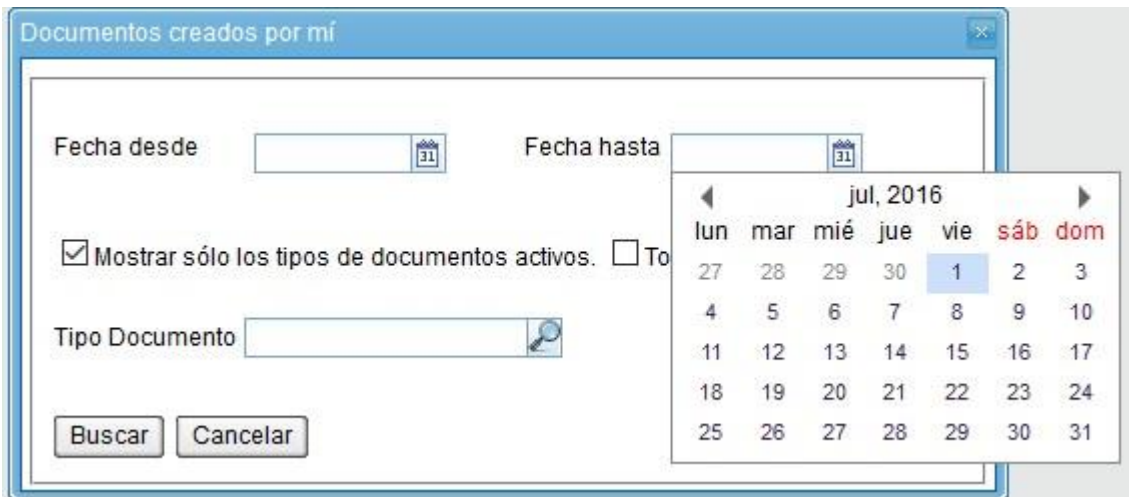 Documentos creados por mí
Fecha desde 31 Fecha hasta 31
jul, 2016
lun mar mié jue vie sáb dom
27 28 29 30 1 2 3
4 5 6 7 8 9 10
11 12 13 14 15 16 17
18 19 20 21 22 23 24
25 26 27 28 29 30 31
Mostrar sólo los tipos de documentos activos. To
Tipo Documento
Buscar Cancelar